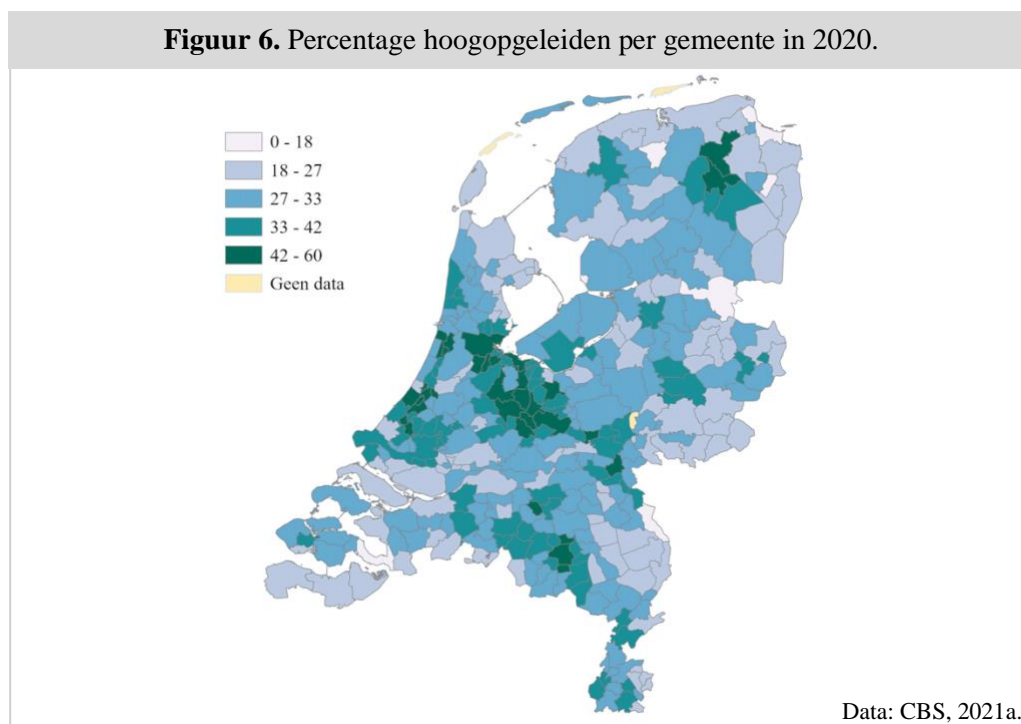 Figuur 6. Percentage hoogopgeleiden per gemeente in 2020.
0 - 18
18 - 27
27 - 33
33 - 42
42 - 60
Geen data
Data: CBS, 2021a.